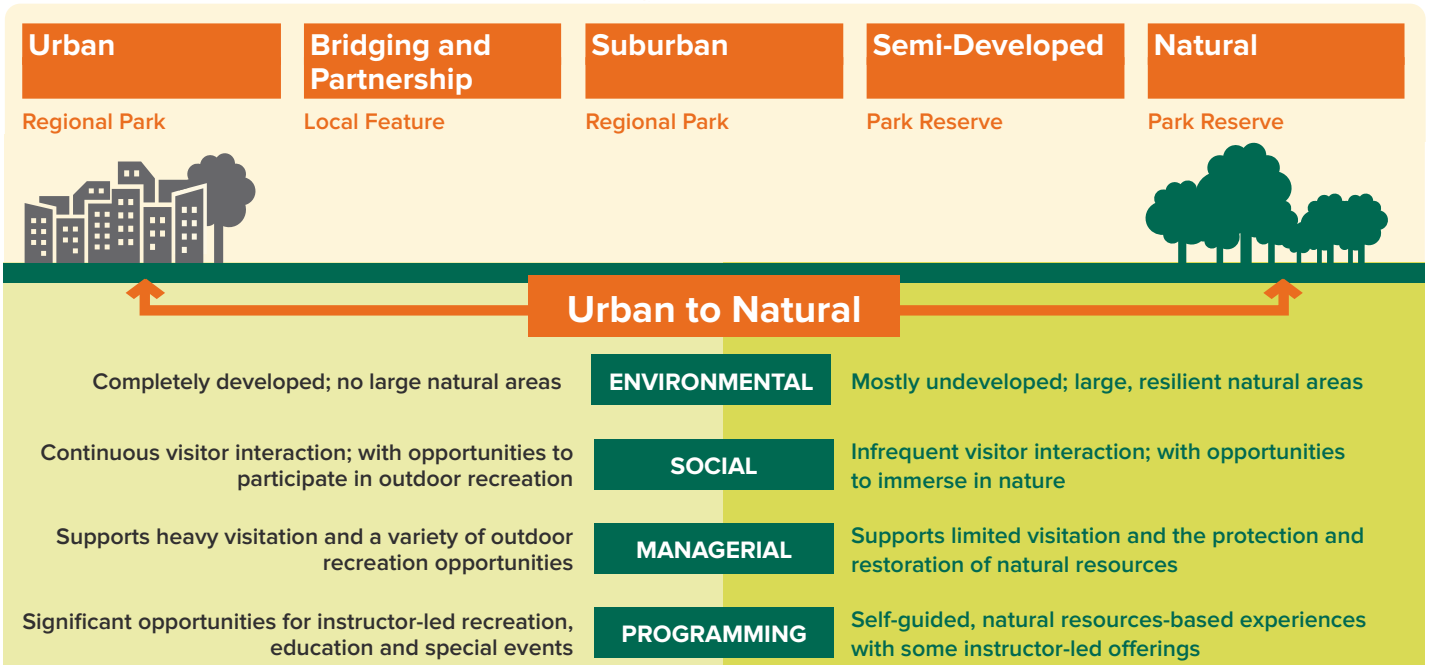 Urban
Bridging and
Partnership
Suburban
Semi-Developed
Natural
Regional Park
Local Feature
Regional Park
Park Reserve
Park Reserve
Urban to Natural
Completely developed; no large natural areas
ENVIRONMENTAL
Mostly undeveloped; large, resilient natural areas
Continuous visitor interaction; with opportunities to
participate in outdoor recreation
SOCIAL
Infrequent visitor interaction; with opportunities
to immerse in nature
Supports heavy visitation and a variety of outdoor
recreation opportunities
MANAGERIAL
Supports limited visitation and the protection and
restoration of natural resources
Significant opportunities for instructor-led recreation,
education and special events
PROGRAMMING
Self-guided, natural resources-based experiences
with some instructor-led offerings